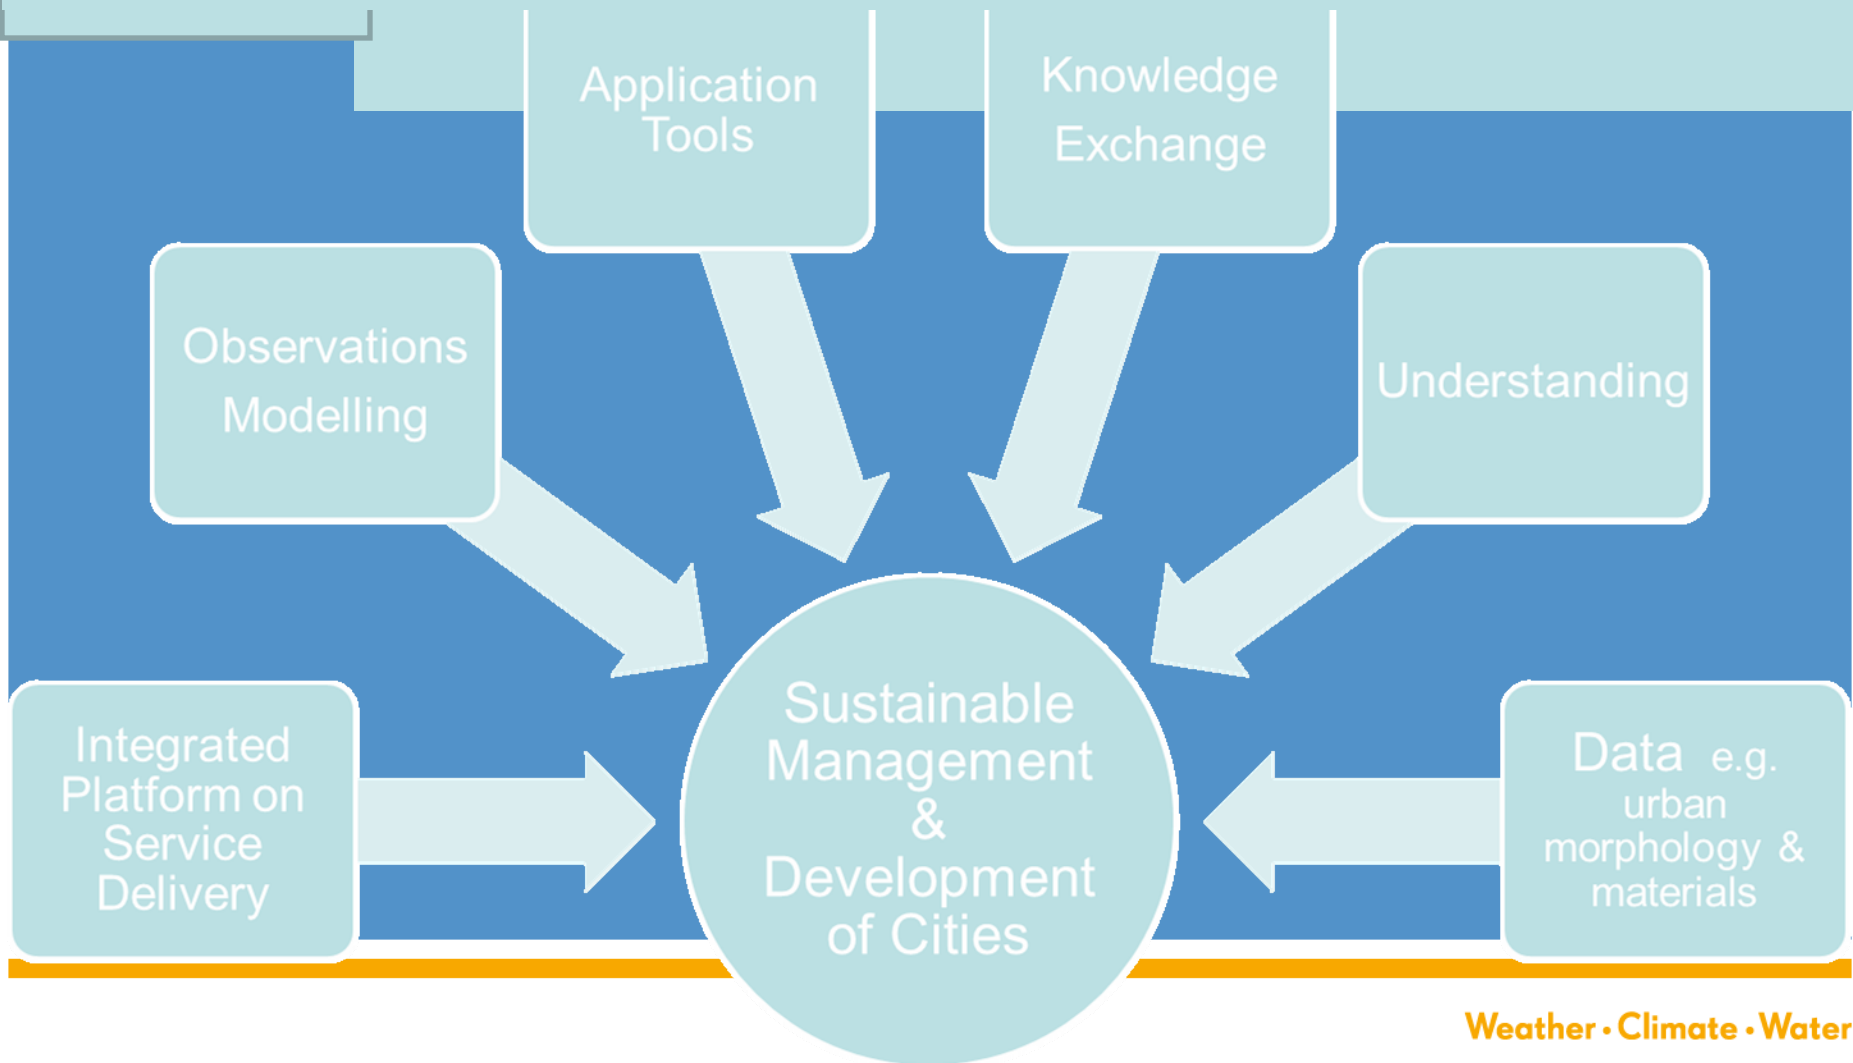 Application
Tools
Knowledge
Exchange
Observations
Modelling
Understanding
Integrated
Platform on
Service
Delivery
Sustainable
Management
&
Development
of Cities
Data e.g.
urban
morphology &
materials
Weather • Climate • Water